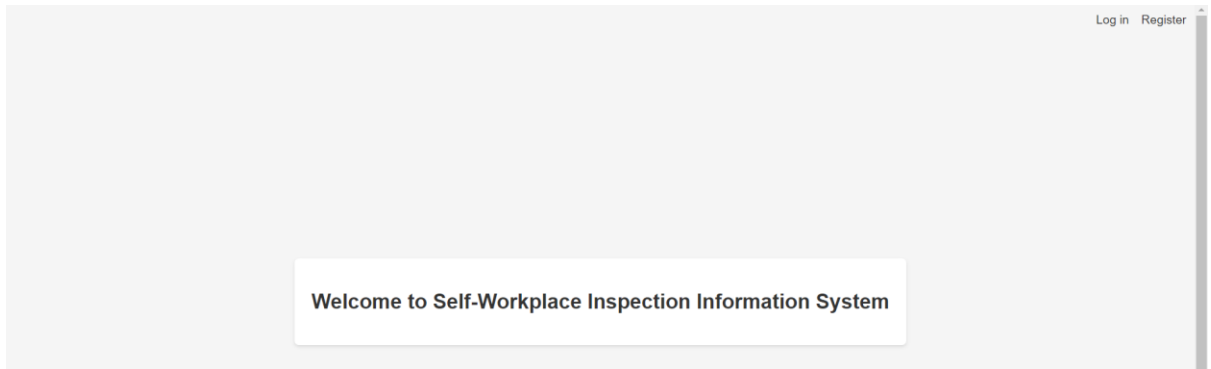 Log in Register
Welcome to Self-Workplace Inspection Information System